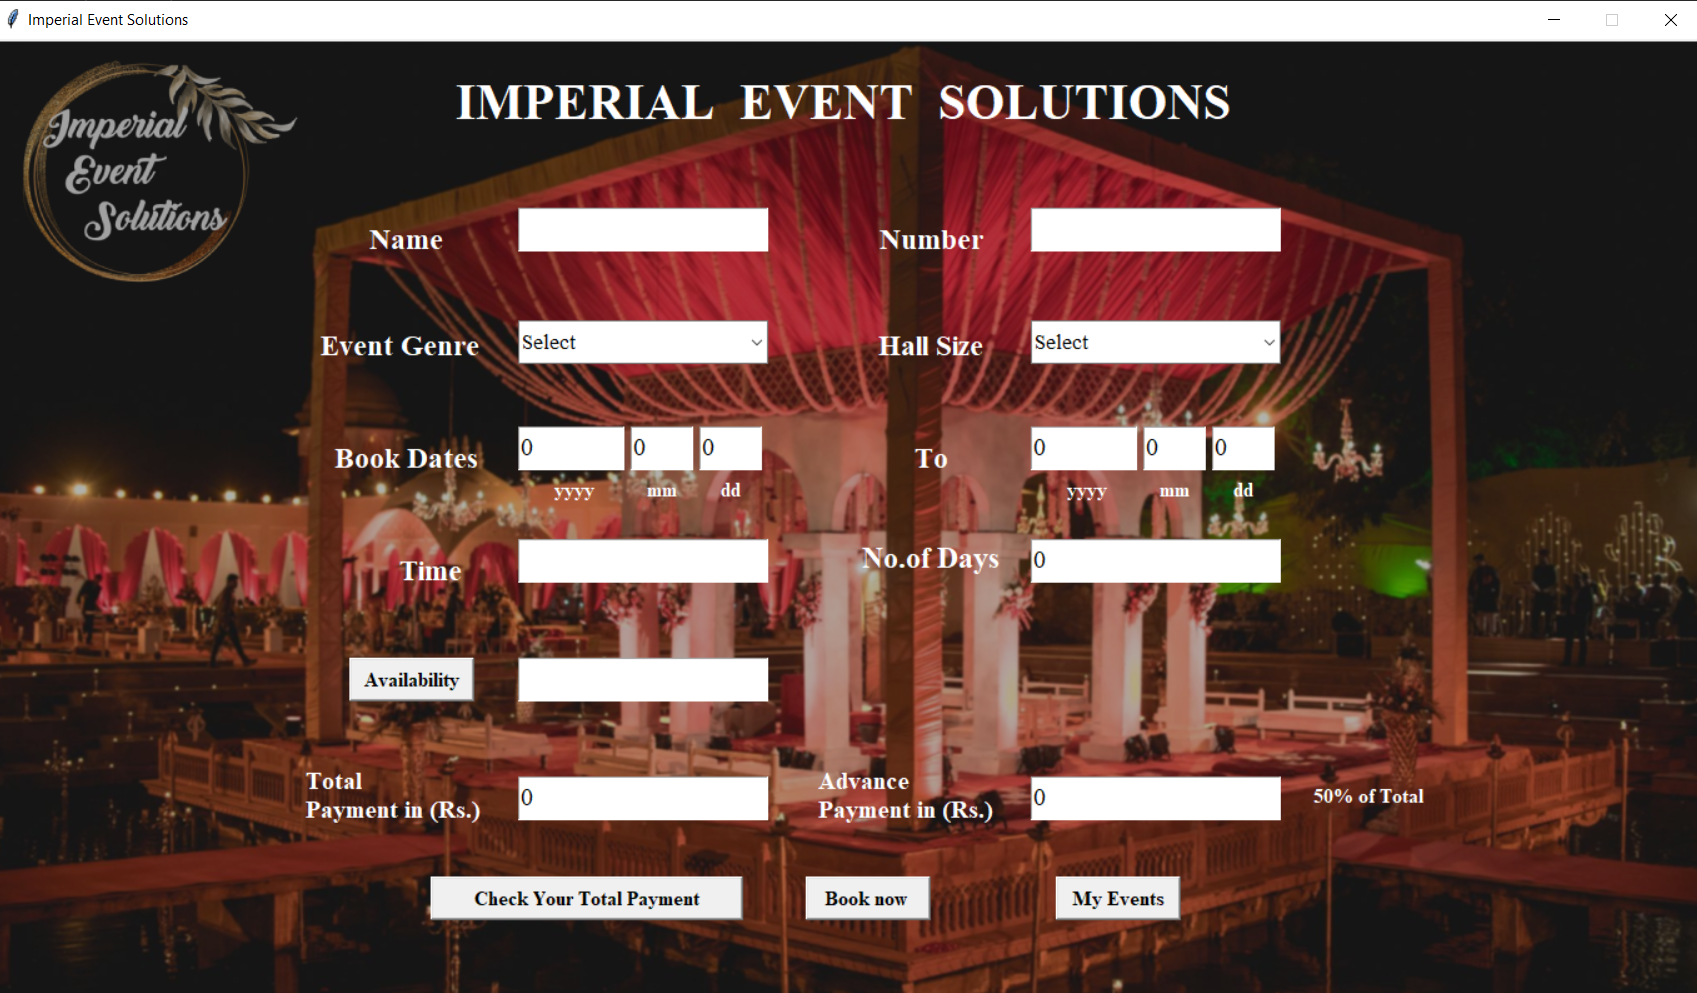 Imperial Event Solutions
Imperial
Event
Solutions
IMPERIAL EVENT SOLUTIONS
Name
Number
Event Genre Select
Hall Size Select
Book Dates 0 0 0
To 0 0 0
yyyy mm dd
yyyy mm dd
Time
No.of Days 0
Availability
Total
Payment in (Rs.) 0
Advance
Payment in (Rs.) 0
50% of Total
Check Your Total Payment
Book now
My Events